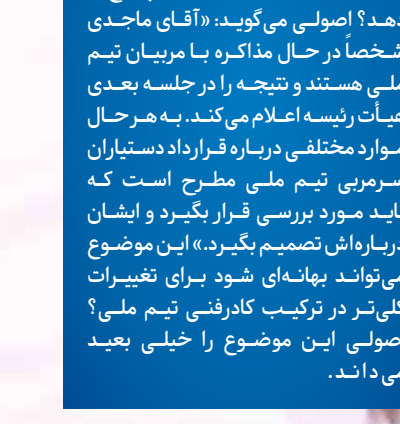 دهد؟ اصولی می‌گوید: «آقای ماجدی
شخصاً در حال مذاکره با مربیان تیم
ملی هستند و نتیجه را در جلسه بعدی
هیأت رئیسه اعلام می‌کند. به هر حال
موارد مختلفی درباره قرارداد دستیاران
سرمربی تیم ملی مطرح است که
باید مورد بررسی قرار بگیرد و ایشان
درباره‌اش تصمیم بگیرد.» این موضوع
می‌تواند بهانه‌ای شود برای تغییرات
کلی‌تر در ترکیب کادرفنی تیم ملی؟
اصولی این موضوع را خیلی بعید
می‌داند.